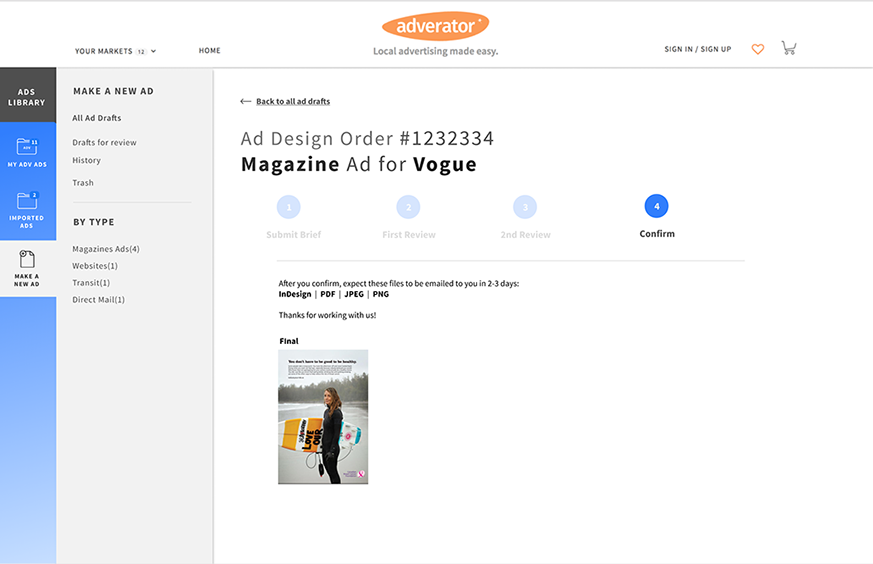 adverator
Local advertising made easy.
YOUR MARKETS 12
HOME
SIGN IN / SIGN UP
ADS
LIBRARY
11
ADV
MY ADV ADS
3
IMPORTED
ADS
MAKE A
NEW AD
MAKE A NEW AD
All Ad Drafts
Drafts for review
History
Trash
BY TYPE
Magazines Ads(4)
Websites(1)
Transit(1)
Direct Mail(1)
Back to all ad drafts
Ad Design Order #1232334
Magazine Ad for Vogue
1
Submit Brief
2
First Review
3
2nd Review
4
Confirm
After you confirm, expect these files to be emailed to you in 2-3 days:
InDesign | PDF | JPEG | PNG
Thanks for working with us!
Final
You don't have to be good to be healthy.
LOVE
OUR